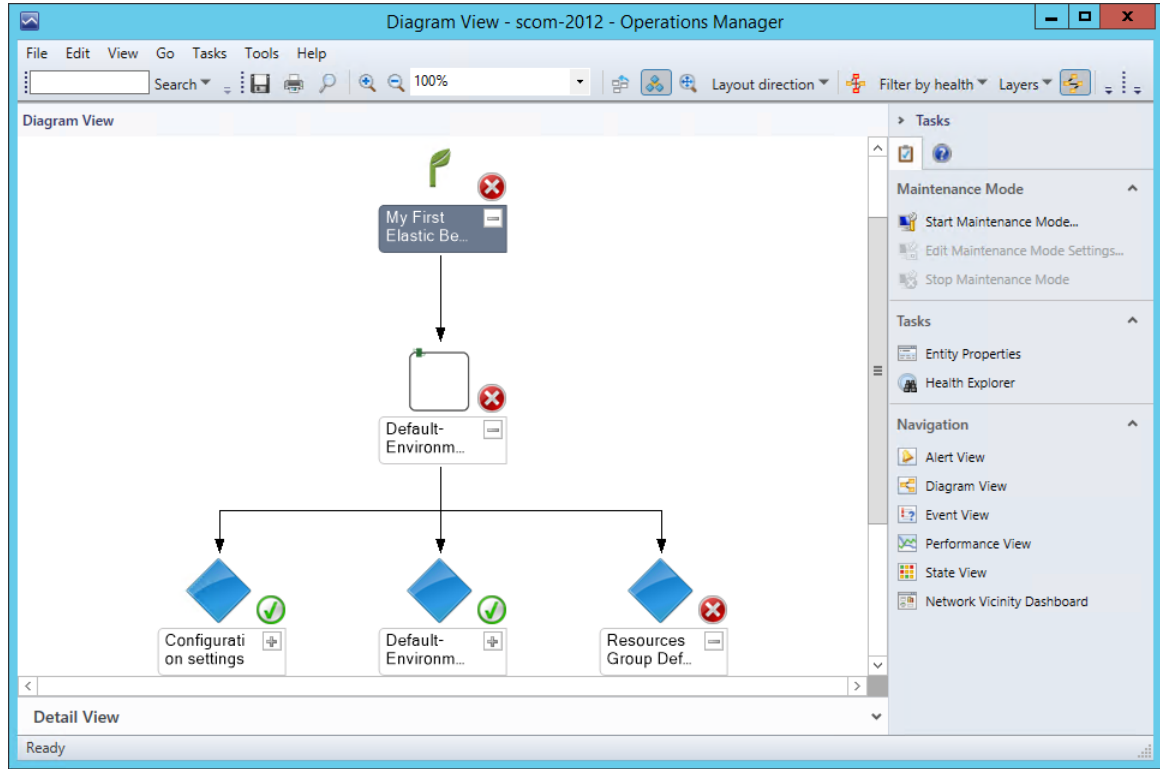 Diagram View - scom-2012 - Operations Manager
File Edit View Go Tasks Tools Help
Search 100% Layout direction Filter by health Layers
Diagram View
My First
Elastic Be...
Default-
Environm...
Configurati
on settings
Default-
Environm...
Resources
Group Def...
Detail View
Ready
Tasks
Maintenance Mode
Start Maintenance Mode...
Edit Maintenance Mode Settings...
Stop Maintenance Mode
Tasks
Entity Properties
Health Explorer
Navigation
Alert View
Diagram View
Event View
Performance View
State View
Network Vicinity Dashboard